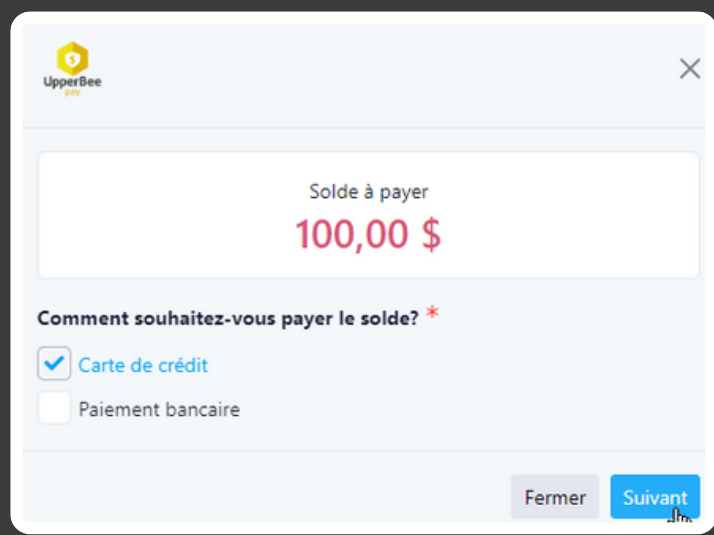 $
UpperBee
pay
Solde à payer
100,00 $
Comment souhaitez-vous payer le solde? *
Carte de crédit
Paiement bancaire
Fermer
Suivant